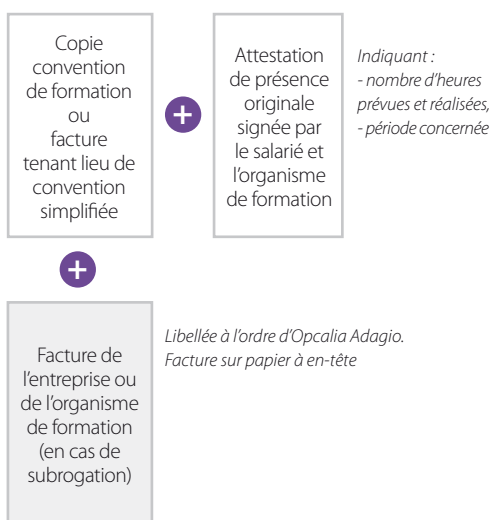 Copie
convention
de formation
ou
facture
tenant lieu de
convention
simplifiée
+
Attestation
de présence
originale
signée par
le salarié et
l’organisme
de formation
Indiquant :
- nombre d’heures
prévues et réalisées,
- période concernée
+
Facture de
l’entreprise ou
de l’organisme
de formation
(en cas de
subrogation)
Libellée à l’ordre d’Opcalia Adagio.
Facture sur papier à en-tête